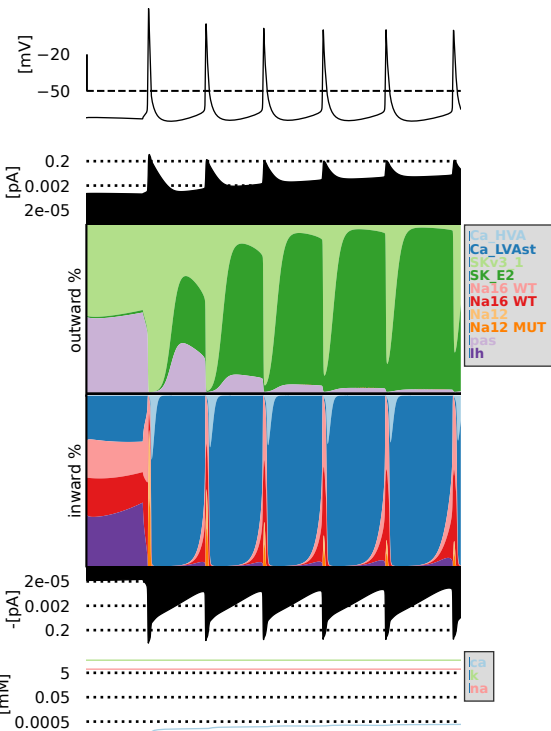 [mV]
−20
−50
[pA]
0.2
0.002
2e-05
outward %
Ca_HVA
Ca_LVAst
SKv3_1
SK_E2
Na16 WT
Na16 WT
Na12
Na12 MUT
pas
Ih
inward %
-[pA]
2e-05
0.002
0.2
[mM]
5
0.05
0.0005
ca
k
na